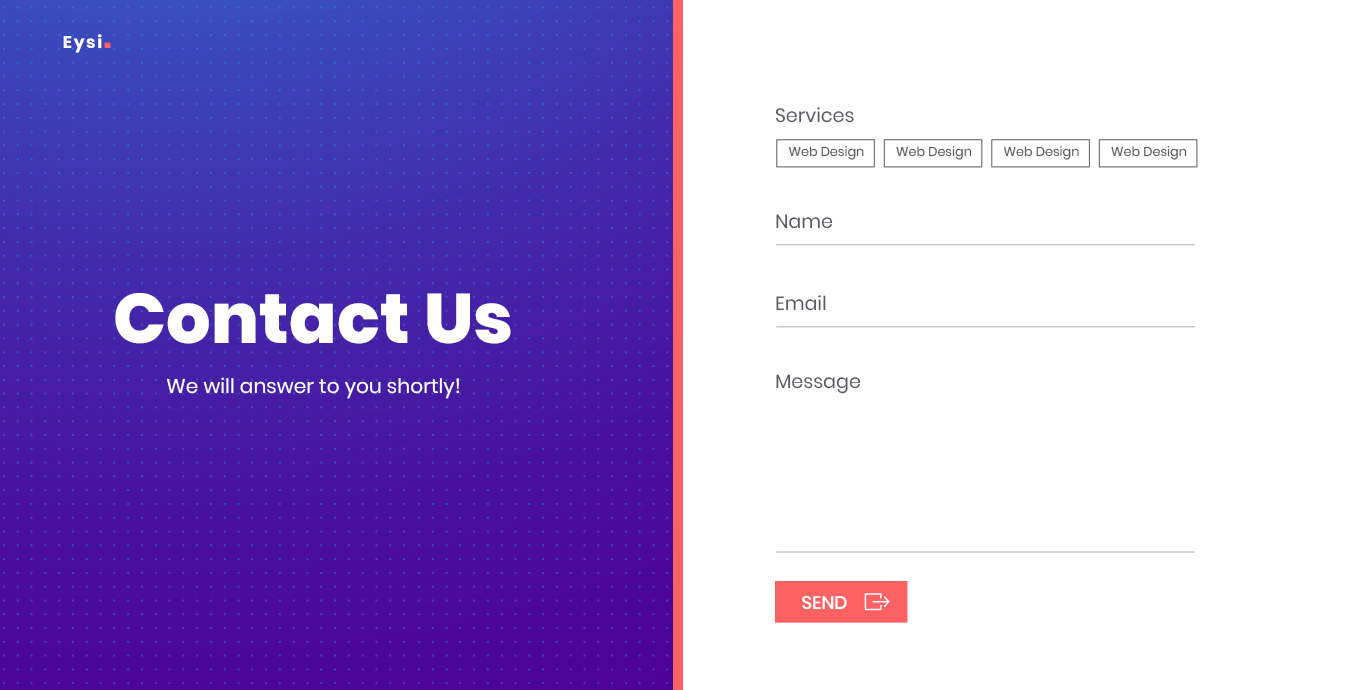 Eysi.
Contact Us
We will answer to you shortly!
Services
Web Design Web Design Web Design Web Design
Name
Email
Message
SEND